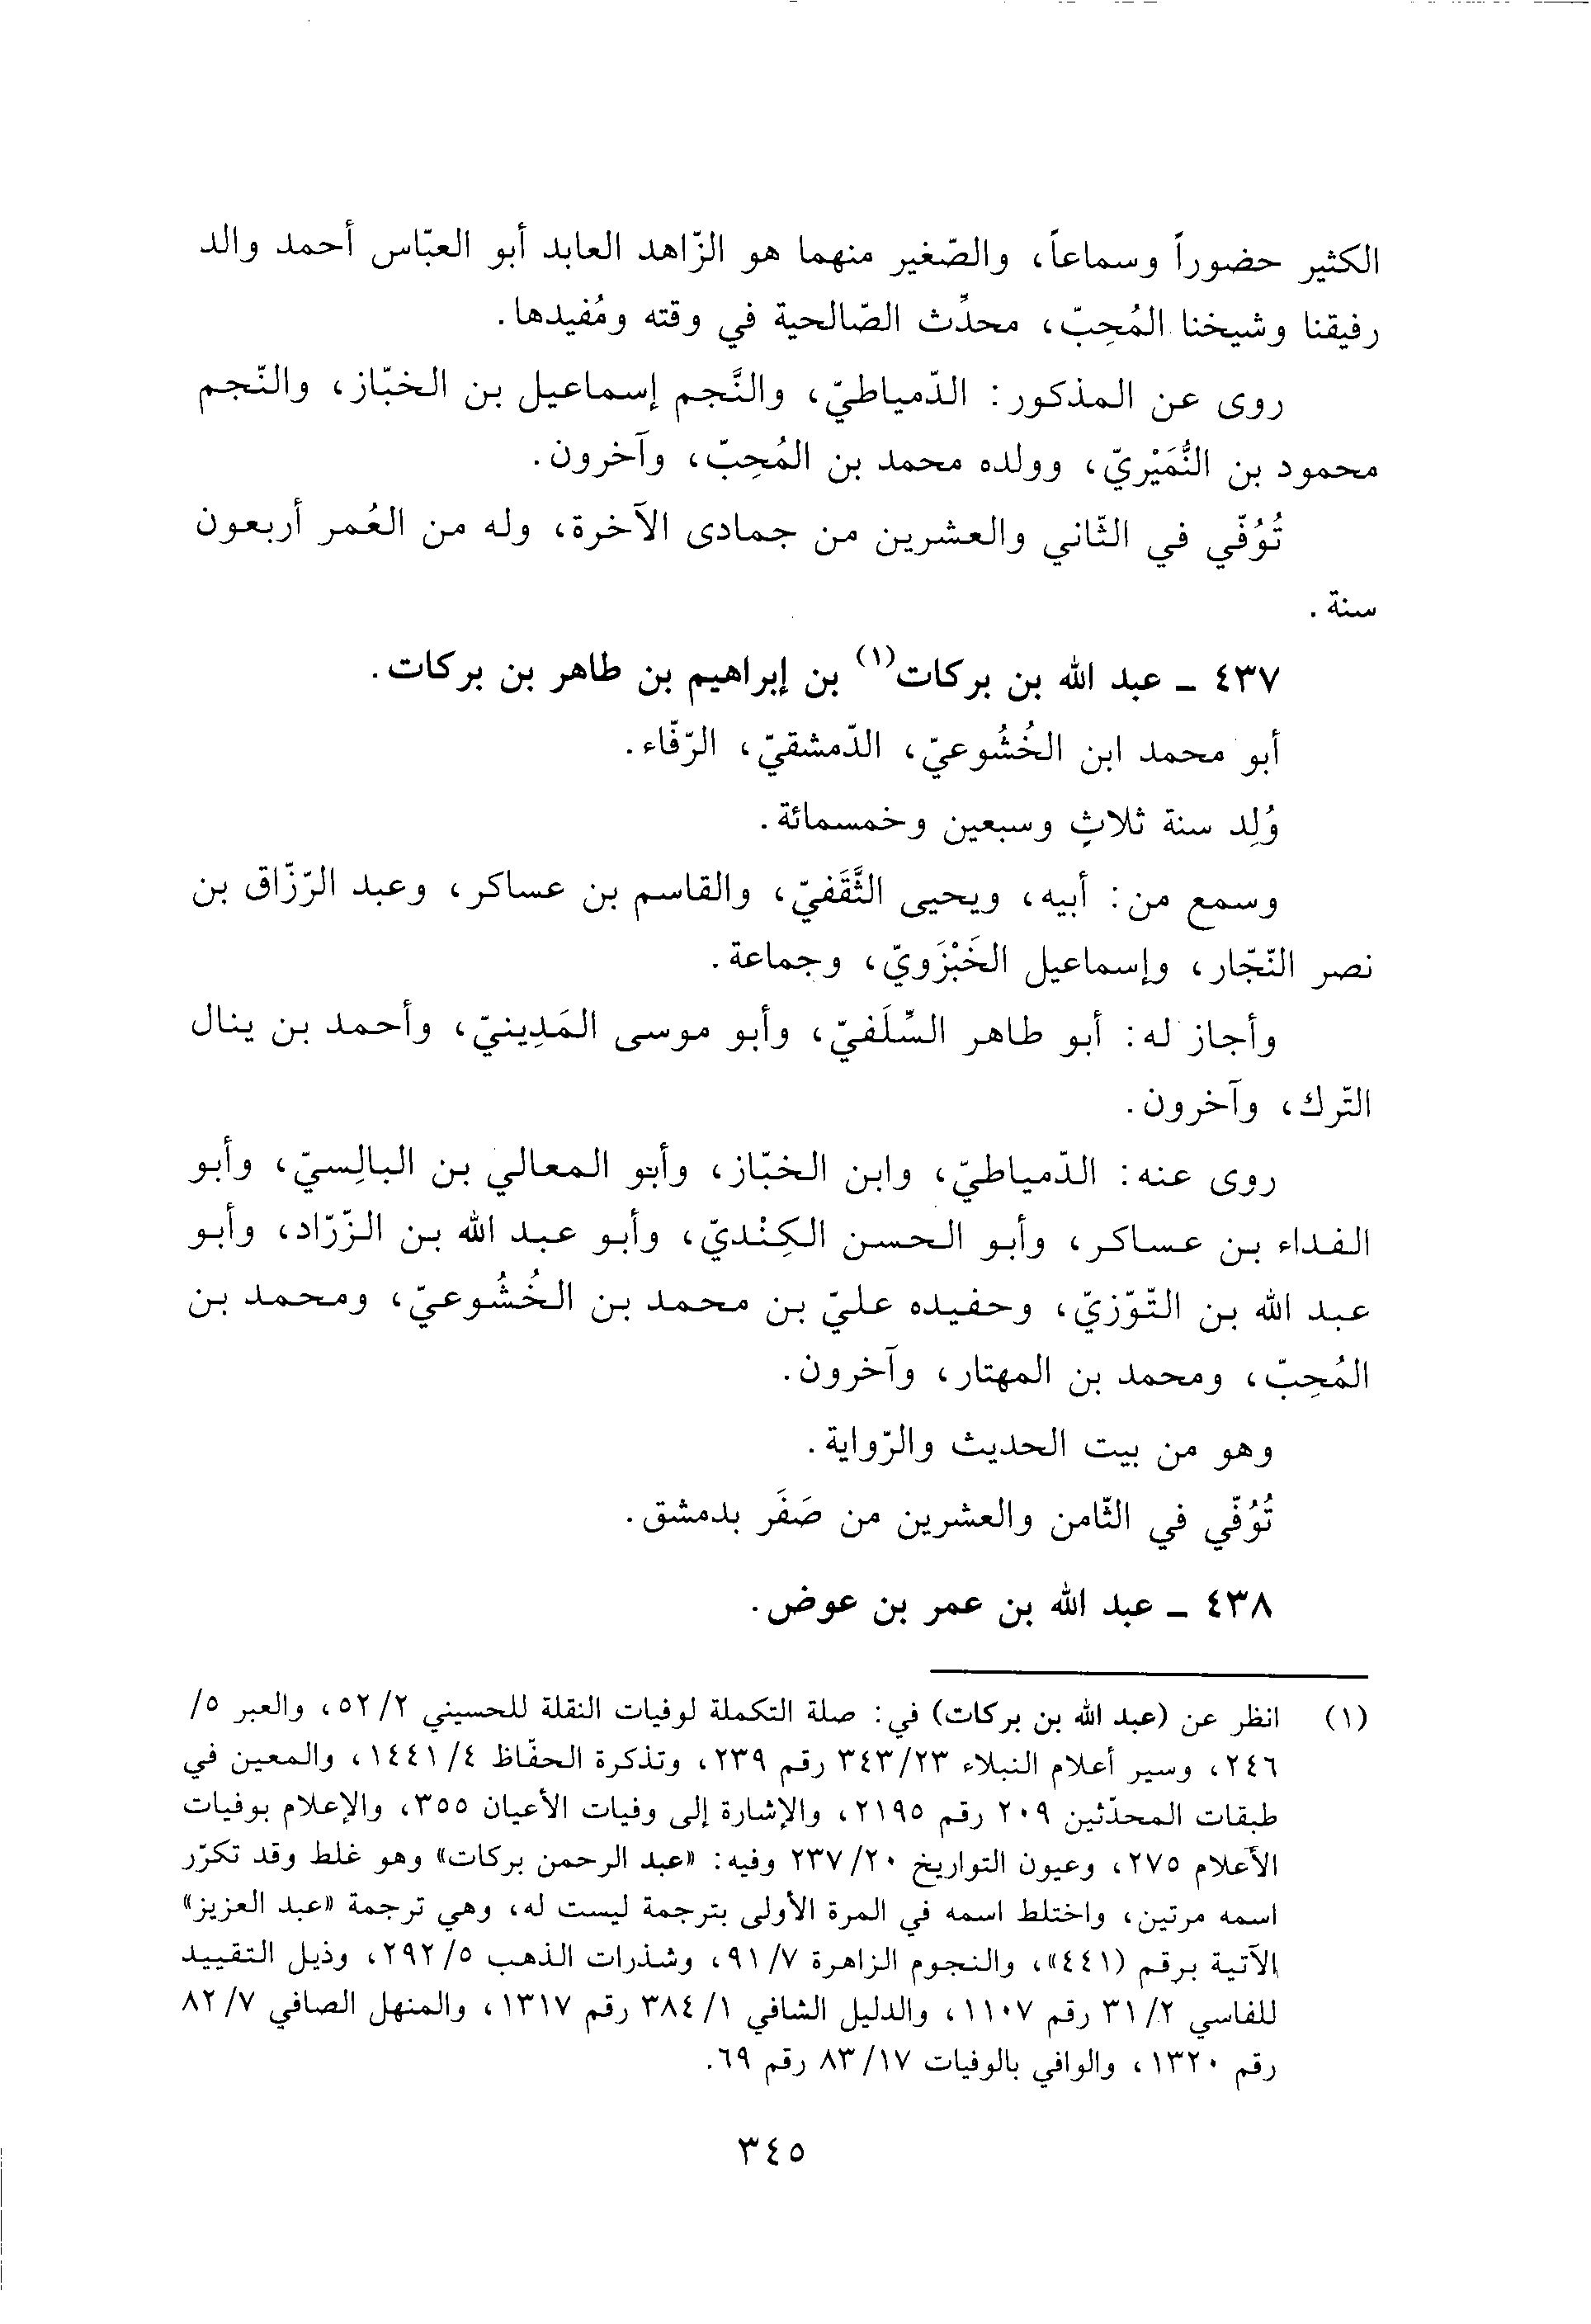 الكثير حضوراً وسماعاً، والصّغير منهما هو الزّاهد العابد أبو العبّاس أحمد والد
رفيقنا وشيخنا المُحِبّ، محدِّث الصّالحية في وقته ومُفيدها.
روى عن المذكور: الدّمياطيّ، والنَّجم إسماعيل بن الخبّاز، والنّجم
محمود بن النُّمَيْريّ، وولده محمد بن المُحِبّ، وآخرون.
تُوُفّي في الثّاني والعشرين من جمادى الآخرة، وله من العُمر أربعون
سنة.
٤٣٧ ـ عبد الله بن بركات(١) بن إبراهيم بن طاهر بن بركات.
أبو محمد ابن الخُشُوعيّ، الدّمشقيّ، الرّفّاء.
وُلِد سنة ثلاثٍ وسبعين وخمسمائة.
وسمع من: أبيه، ويحيى الثَّقَفيّ، والقاسم بن عساكر، وعبد الرّزّاق بن
نصر النّجّار، وإسماعيل الخَبْزَويّ، وجماعة.
وأجاز له: أبو طاهر السِّلَفيّ، وأبو موسى المَدِينيّ، وأحمد بن ينال
التّرك، وآخرون.
روى عنه: الدّمياطيّ، وابن الخبّاز، وأبو المعالي بن البالِسيّ، وأبو
الفداء بن عساكر، وأبو الحسن الكِنْديّ، وأبو عبد الله بن الزّرّاد، وأبو
عبد الله بن التّوّزيّ، وحفيده عليّ بن محمد بن الخُشُوعيّ، ومحمد بن
المُحِبّ، ومحمد بن المهتار، وآخرون.
وهو من بيت الحديث والرّواية.
تُوُفّي في الثّامن والعشرين من صَفَر بدمشق.
٤٣٨ ـ عبد الله بن عمر بن عوض.
(١) انظر عن (عبد الله بن بركات) في: صلة التكملة لوفيات النقلة للحسيني ٢/ ٥٢، والعبر ٥/
٢٤٦، وسير أعلام النبلاء ٢٣/ ٣٤٣ رقم ٢٣٩، وتذكرة الحفّاظ ٤/ ١٤٤١، والمعين في
طبقات المحدّثين ٢٠٩ رقم ٢١٩٥، والإشارة إلى وفيات الأعيان ٣٥٥، والإعلام بوفيات
الأعلام ٢٧٥، وعيون التواريخ ٢٠/ ٢٣٧ وفيه: «عبد الرحمن بركات» وهو غلط وقد تكرّر
اسمه مرتين، واختلط اسمه في المرة الأولى بترجمة ليست له، وهي ترجمة «عبد العزيز»
الآتية برقم (٤٤١»، والنجوم الزاهرة ٧/ ٩١، وشذرات الذهب ٥/ ٢٩٢، وذيل التقييد
للفاسي ٢/ ٣١ رقم ١١٠٧، والدليل الشافي ١/ ٣٨٤ رقم ١٣١٧، والمنهل الصافي ٧/ ٨٢
رقم ١٣٢٠، والوافي بالوفيات ١٧/ ٨٣ رقم ٦٩.
٣٤٥